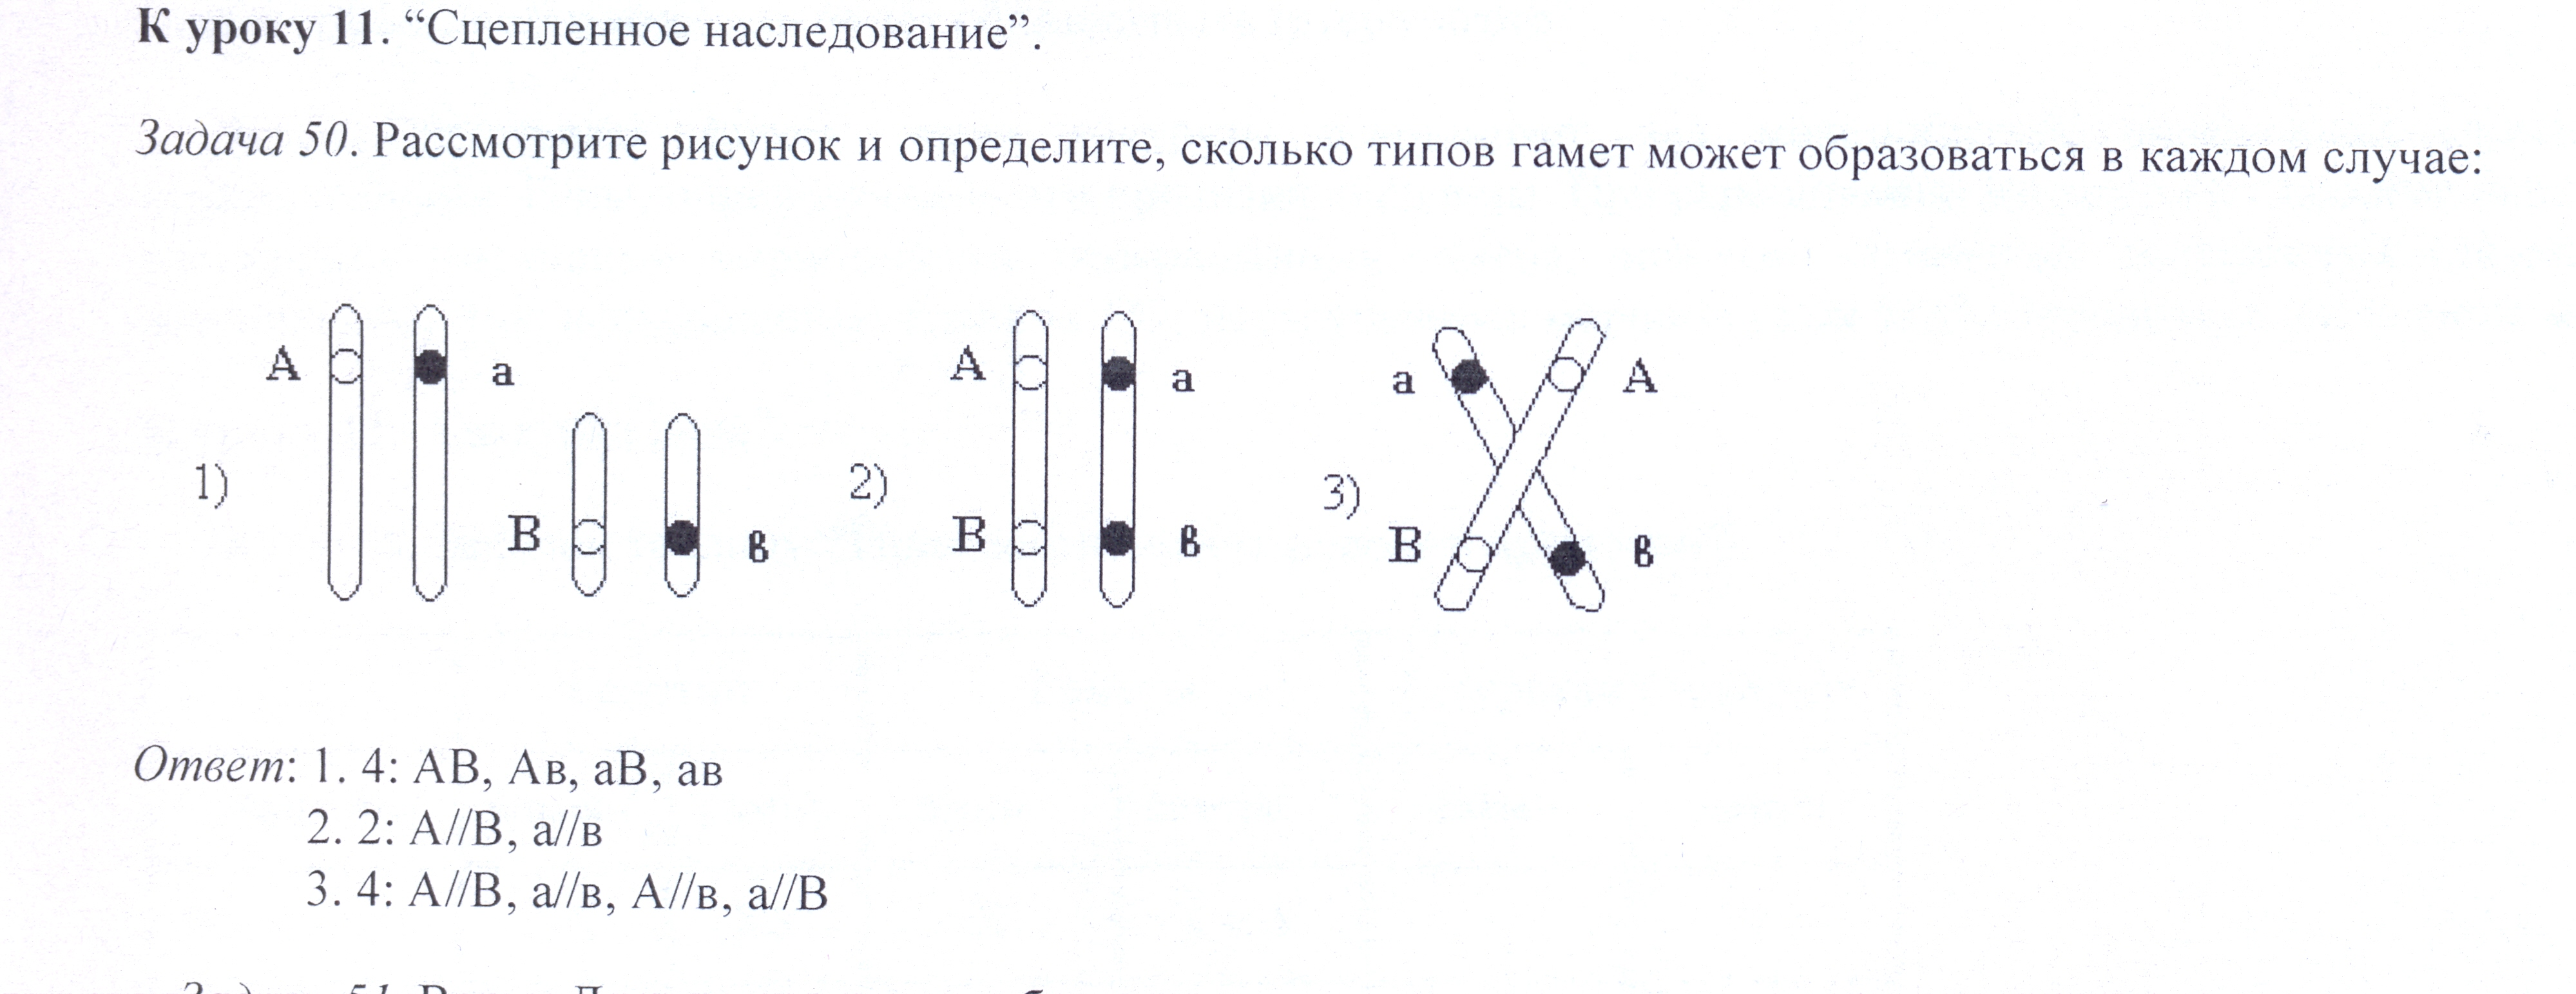 К уроку 11. “Сцепленное наследование”.
Задача 50. Рассмотрите рисунок и определите, сколько типов гамет может образоваться в каждом случае:
1) А а В в
2) А а В в
3) а А В в
Ответ: 1. 4: АВ, Ав, аВ, ав
2. 2: А//В, а//в
3. 4: А//В, а//в, А//в, а//В